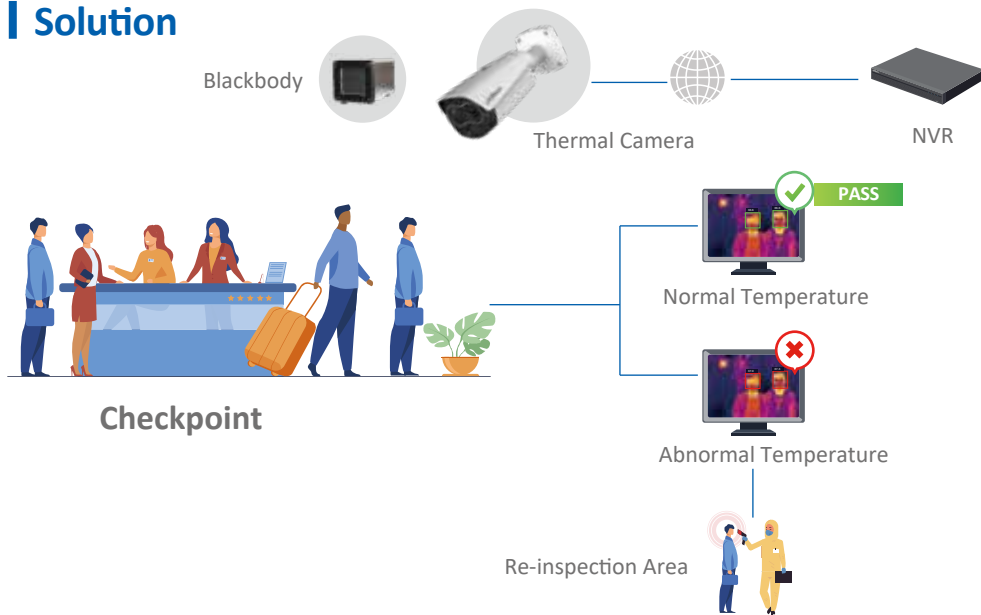 Solution
Blackbody
Thermal Camera
NVR
PASS
Normal Temperature
Checkpoint
Abnormal Temperature
Re-inspection Area